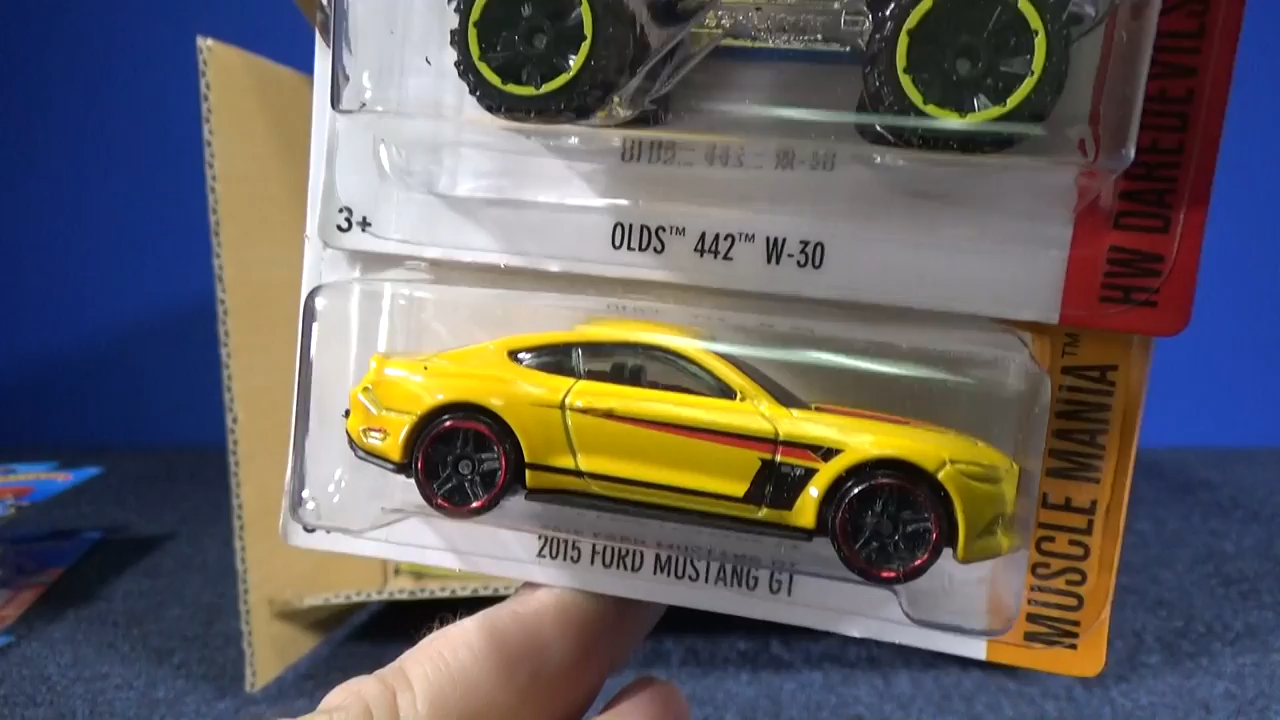 3+
OLDS™ 442™ W-30
HW DAREDEVILS
2015 FORD MUSTANG GT
MUSCLE MANIA™